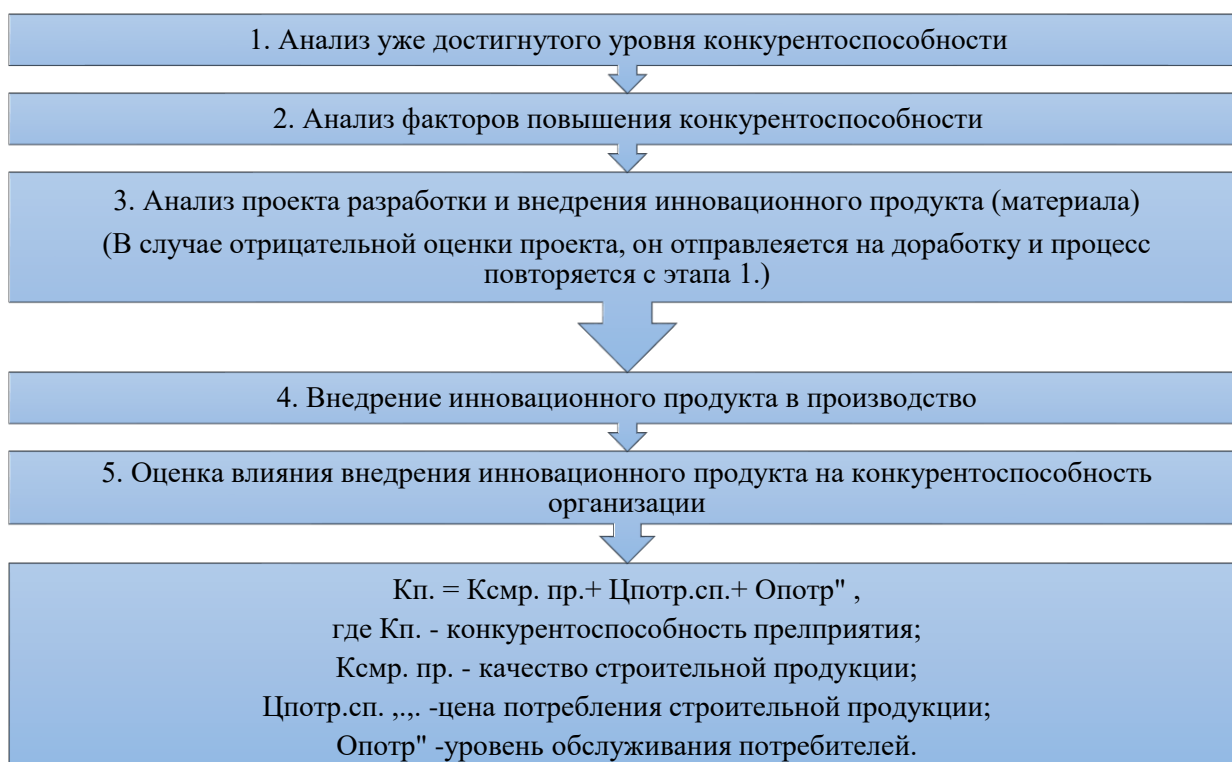 1. Анализ уже достигнутого уровня конкурентоспособности
2. Анализ факторов повышения конкурентоспособности
3. Анализ проекта разработки и внедрения инновационного продукта (материала)
(В случае отрицательной оценки проекта, он отправлеяется на доработку и процесс
повторяется с этапа 1.)
4. Внедрение инновационного продукта в производство
5. Оценка влияния внедрения инновационного продукта на конкурентоспособность
организации
Кп. = Ксмр. пр.+ Цпотр.сп.+ Опотр" ,
где Кп. - конкурентоспособность прелприятия;
Ксмр. пр. - качество строительной продукции;
Цпотр.сп. ,.,. -цена потребления строительной продукции;
Опотр" -уровень обслуживания потребителей.